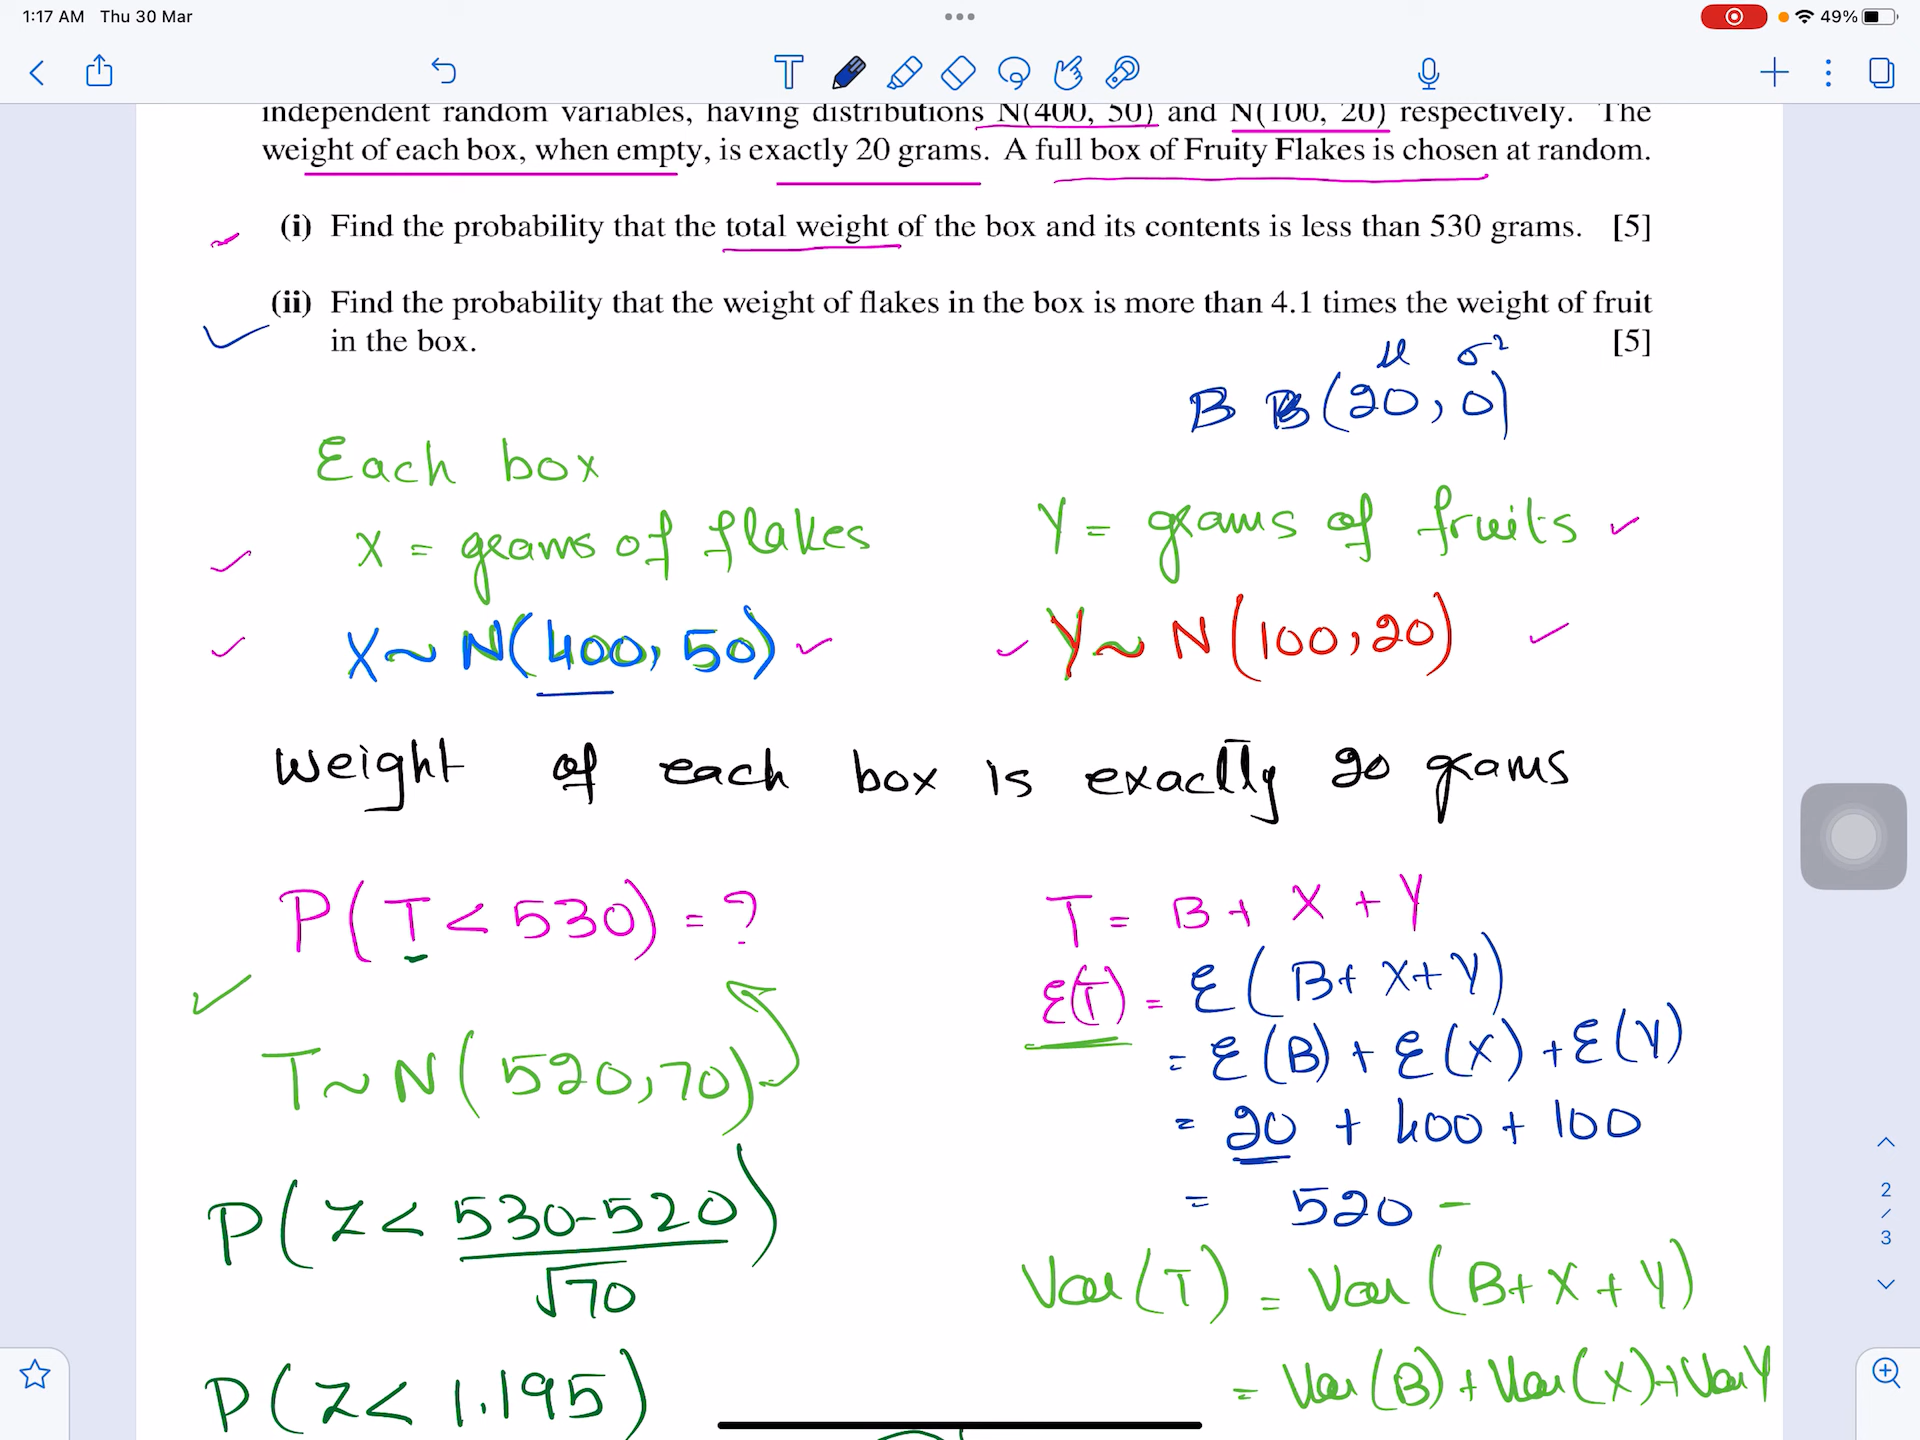 1:17 AM Thu 30 Mar
49%
T
independent random variables, having distributions N(400, 50) and N(100, 20) respectively. The
weight of each box, when empty, is exactly 20 grams. A full box of Fruity Flakes is chosen at random.
(i) Find the probability that the total weight of the box and its contents is less than 530 grams. [5]
(ii) Find the probability that the weight of flakes in the box is more than 4.1 times the weight of fruit
in the box. [5]
μ σ²
B B(20, 0)
Each box
X = grams of flakes
Y = grams of fruits
X ~ N(400, 50)
Y ~ N(100, 20)
Weight of each box is exactly 20 grams
P(T < 530) = ?
T ~ N(520, 70)
P(Z < 530-520 / √70)
P(Z < 1.195)
T = B + X + Y
E(T) = E(B + X + Y)
= E(B) + E(X) + E(Y)
= 20 + 400 + 100
= 520 -
Var(T) = Var(B + X + Y)
= Var(B) + Var(X) + Var Y
2
/
3